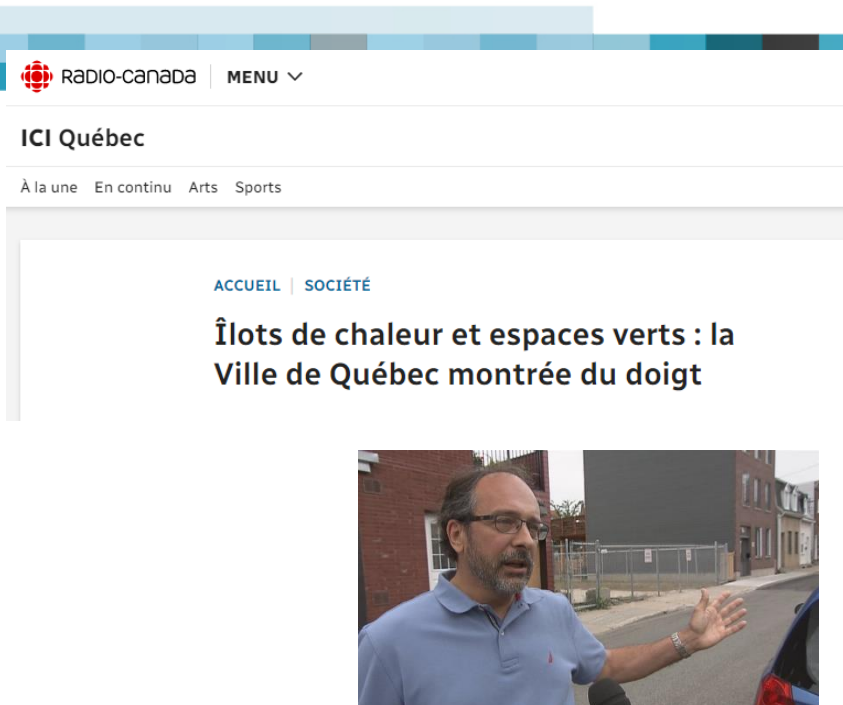 Radio-Canada MENU
ICI Québec
À la une En continu Arts Sports
ACCUEIL | SOCIÉTÉ
Îlots de chaleur et espaces verts : la
Ville de Québec montrée du doigt